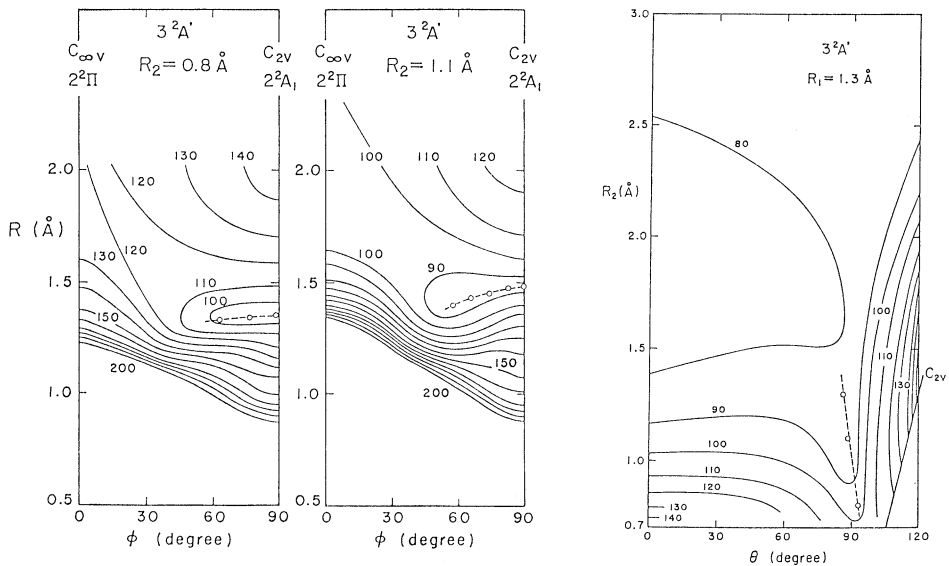 3²A'
C∞v
R₂= 0.8 Å
C₂v
2²Π
2²A₁
130
140
120
120
130
110
100
150
200
R (Å)
2.0
1.5
1.0
0.5
0
30
60
90
φ (degree)
3²A'
C∞v
R₂= 1.1 Å
C₂v
2²Π
2²A₁
100
110
120
100
90
150
200
2.0
1.5
1.0
0.5
0
30
60
90
φ (degree)
3²A'
R₁= 1.3 Å
80
100
110
130
C₂v
90
100
110
120
130
140
R₂(Å)
3.0
2.5
2.0
1.5
1.0
0.7
0
30
60
90
120
θ (degree)